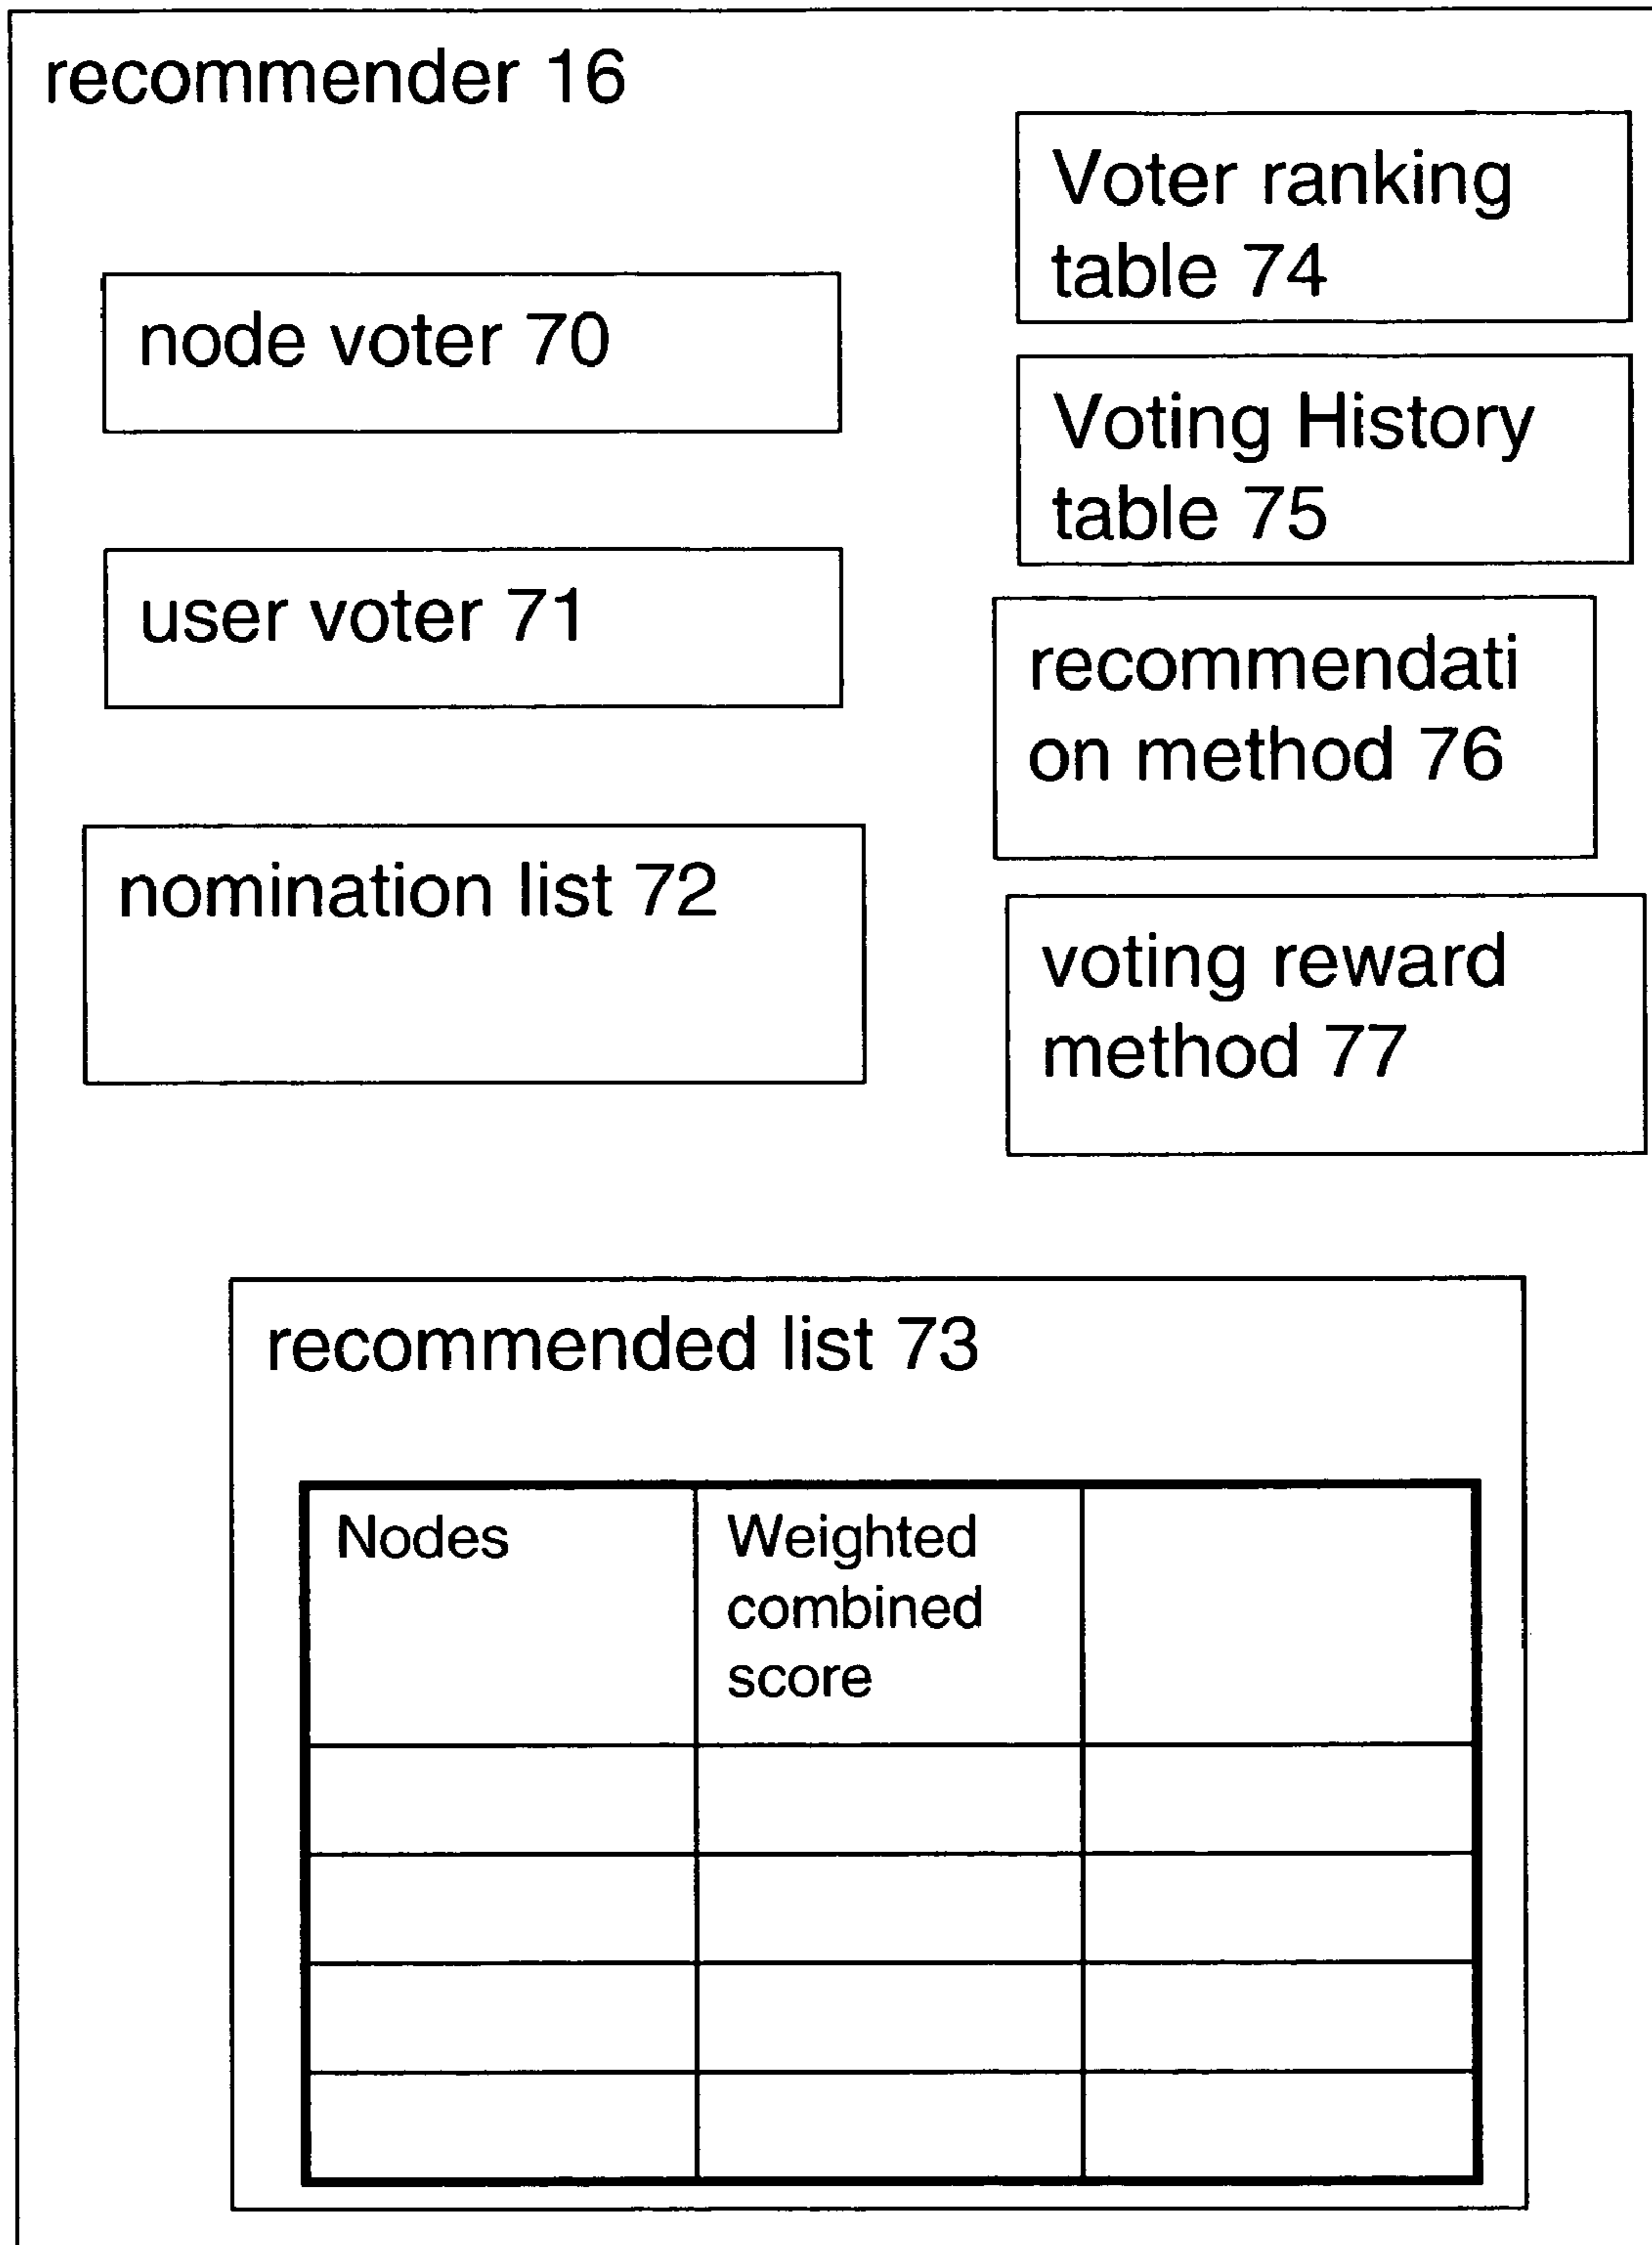 recommender 16
node voter 70
user voter 71
nomination list 72
Voter ranking
table 74
Voting History
table 75
recommendati
on method 76
voting reward
method 77
recommended list 73
Nodes
Weighted
combined
score